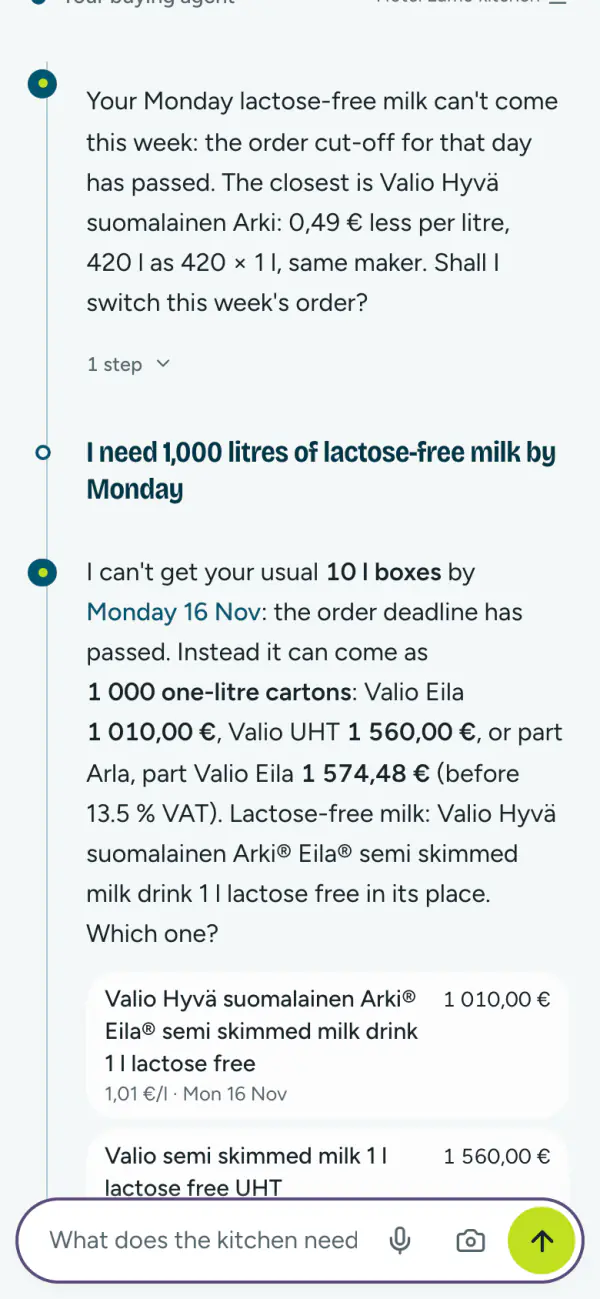 Your buying agent
Your Monday lactose-free milk can't come
this week: the order cut-off for that day
has passed. The closest is Valio Hyvä
suomalainen Arki: 0,49 € less per litre,
420 l as 420 × 1 l, same maker. Shall I
switch this week's order?
1 step
I need 1,000 litres of lactose-free milk by
Monday
I can't get your usual 10 l boxes by
Monday 16 Nov: the order deadline has
passed. Instead it can come as
1 000 one-litre cartons: Valio Eila
1 010,00 €, Valio UHT 1 560,00 €, or part
Arla, part Valio Eila 1 574,48 € (before
13.5 % VAT). Lactose-free milk: Valio Hyvä
suomalainen Arki® Eila® semi skimmed
milk drink 1 l lactose free in its place.
Which one?
Valio Hyvä suomalainen Arki® 1 010,00 €
Eila® semi skimmed milk drink
1 l lactose free
1,01 €/l · Mon 16 Nov
Valio semi skimmed milk 1 l 1 560,00 €
lactose free UHT
What does the kitchen need